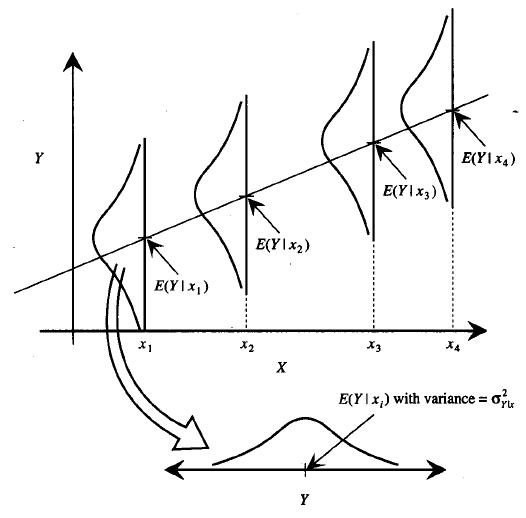 Y
E(Y | x₄)
E(Y | x₃)
E(Y | x₂)
E(Y | x₁)
x₁ x₂ x₃ x₄
X
E(Y | xᵢ) with variance = σ²Y|x
Y